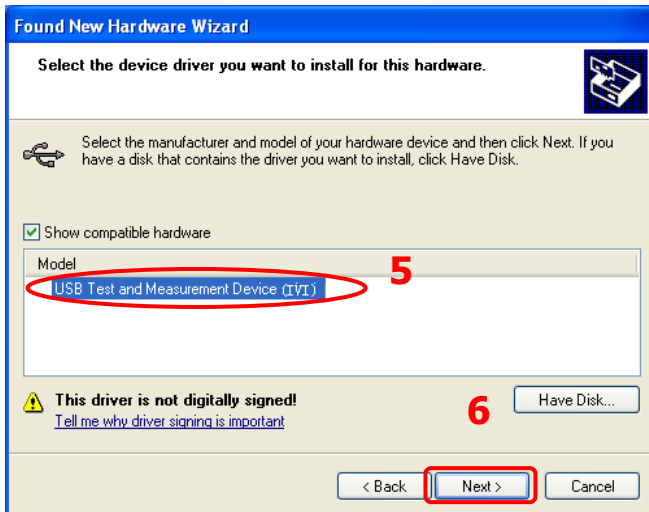 Found New Hardware Wizard
Select the device driver you want to install for this hardware.
Select the manufacturer and model of your hardware device and then click Next. If you
have a disk that contains the driver you want to install, click Have Disk.
Show compatible hardware
Model
5
USB Test and Measurement Device (IVI)
This driver is not digitally signed!
Tell me why driver signing is important
6
Have Disk...
< Back
Next >
Cancel